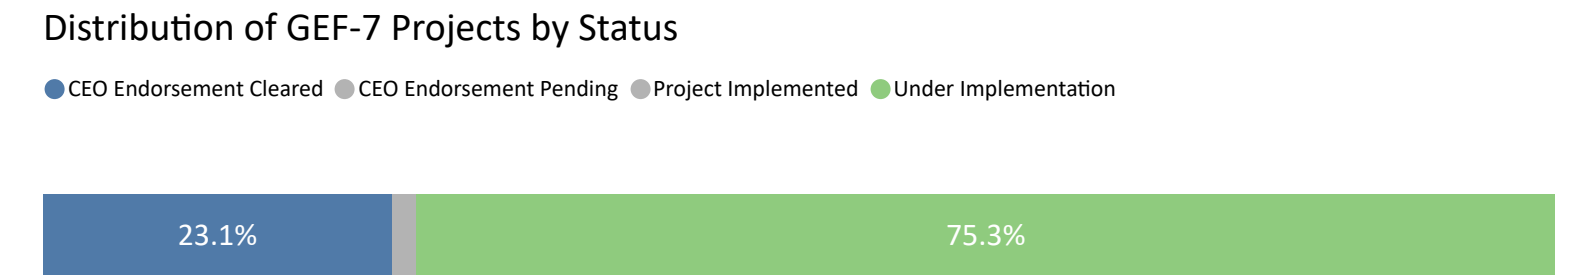 Distribution of GEF-7 Projects by Status
CEO Endorsement Cleared CEO Endorsement Pending Project Implemented Under Implementation
23.1% 75.3%